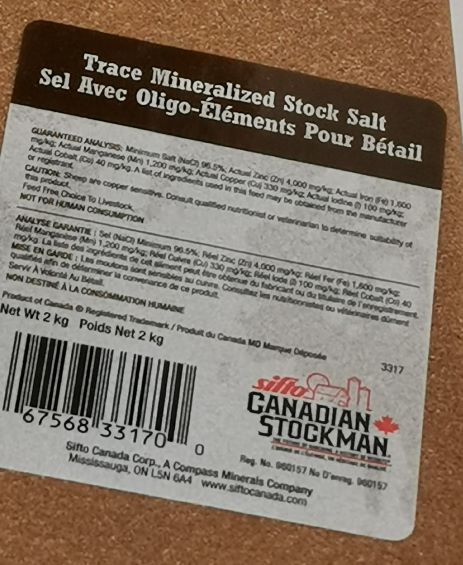 Trace Mineralized Stock Salt
Sel Avec Oligo-Éléments Pour Bétail
GUARANTEED ANALYSIS: Minimum Salt (NaCl) 96.5%; Actual Zinc (Zn) 4,000 mg/kg; Actual Iron (Fe) 1,600
mg/kg; Actual Manganese (Mn) 1,200 mg/kg; Actual Copper (Cu) 330 mg/kg; Actual Iodine (I) 100 mg/kg;
Actual Cobalt (Co) 40 mg/kg. A list of ingredients used in this feed may be obtained from the manufacturer
or registrant.
CAUTION: Sheep are copper sensitive. Consult qualified nutritionist or veterinarian to determine suitability of
this product.
Feed Free Choice To Livestock.
NOT FOR HUMAN CONSUMPTION
ANALYSE GARANTIE : Sel (NaCl) Minimum 96.5%; Réel Zinc (Zn) 4,000 mg/kg; Réel Fer (Fe) 1,600 mg/kg;
Réel Manganèse (Mn) 1,200 mg/kg; Réel Cuivre (Cu) 330 mg/kg; Réel Iode (I) 100 mg/kg; Réel Cobalt (Co) 40
mg/kg. La liste des ingrédients de cet aliment peut être obtenue du fabricant ou du titulaire de l'enregistrement.
MISE EN GARDE : Les moutons sont sensibles au cuivre. Consultez les nutritionnistes ou vétérinaires dûment
qualifiés afin de déterminer la convenance de ce produit.
Servir À Volonté Au Bétail.
NON DESTINÉ À LA CONSOMMATION HUMAINE
Product of Canada ® Registered Trademark / Produit du Canada MD Marque Déposée
Net Wt 2 kg Poids Net 2 kg
3317
sifto
CANADIAN
STOCKMAN
67568 33170 0
Reg. No. 960157 No D'enreg. 960157
Sifto Canada Corp., A Compass Minerals Company
Mississauga, ON L5N 6A4 www.siftocanada.com